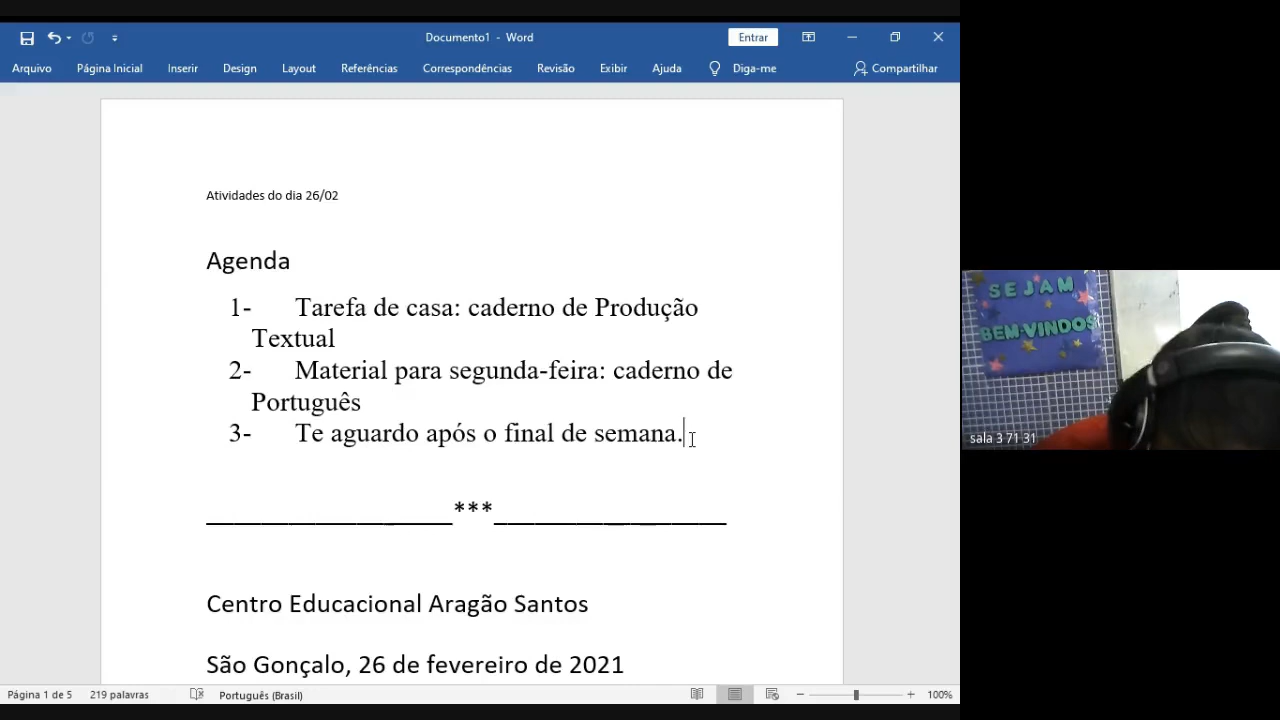 Documento1 - Word
Entrar
Arquivo Página Inicial Inserir Design Layout Referências Correspondências Revisão Exibir Ajuda Diga-me Compartilhar
Atividades do dia 26/02
Agenda
1- Tarefa de casa: caderno de Produção
Textual
2- Material para segunda-feira: caderno de
Português
3- Te aguardo após o final de semana.
__________________***_________________
Centro Educacional Aragão Santos
São Gonçalo, 26 de fevereiro de 2021
Página 1 de 5 219 palavras Português (Brasil) 100%
SEJAM
BEM-VINDOS
sala 3 71 31